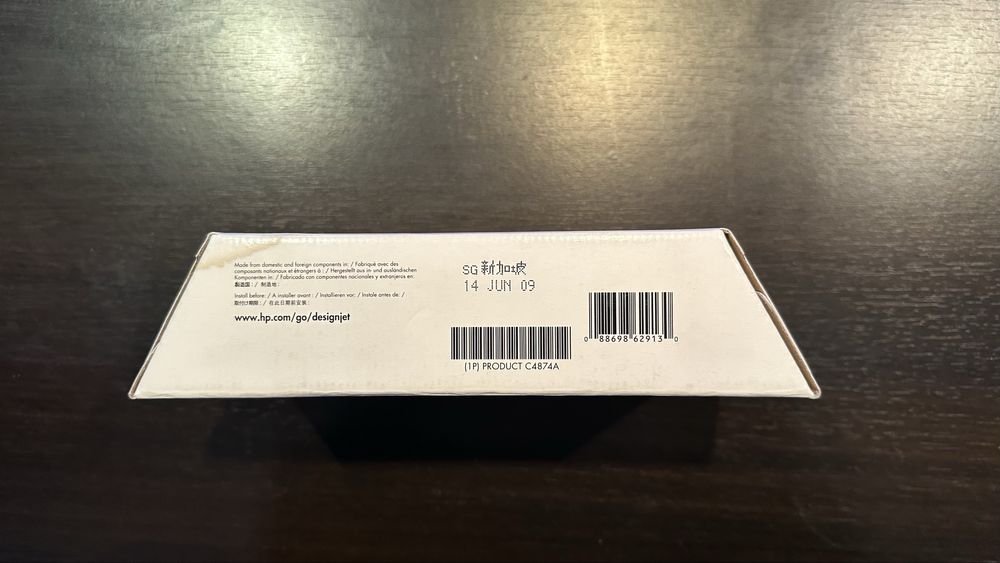 Made from domestic and foreign components in: / Fabriqué avec des
composants nationaux et étrangers à : / Hergestellt aus in- und ausländischen
Komponenten in: / Fabricado con componentes nacionales y extranjeros en:
製造国 : / 制造地 :
Install before: / A installer avant : / Installieren vor: / Instale antes de: /
取付け期限 : / 在此日期前安装 :
www.hp.com/go/designjet
SG 新加坡
14 JUN 09
(1P) PRODUCT C4874A
0 88698 62913 0